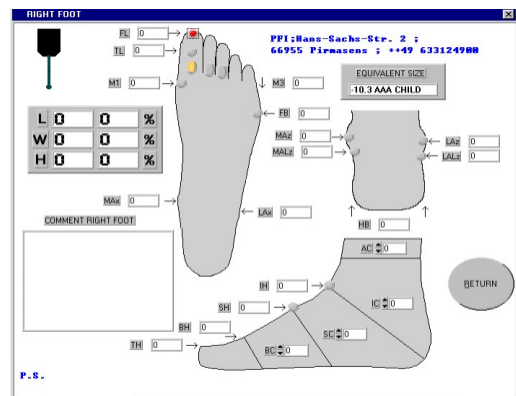 RIGHT FOOT
FL 0
TL 0
PFI;Hans-Sachs-Str. 2 ;
66955 Pirmasens ; ++49 633124900
M1 0
M3 0
EQUIVALENT SIZE
-10.3 AAA CHILD
L 0 0 %
W 0 0 %
H 0 0 %
FB 0
MAz 0
LAz 0
MALz 0
LALz 0
MAx 0
LAx 0
HB 0
COMMENT RIGHT FOOT
AC 0
IH 0
IC 0
RETURN
SH 0
BH 0
SC 0
TH 0
BC 0
P.S.